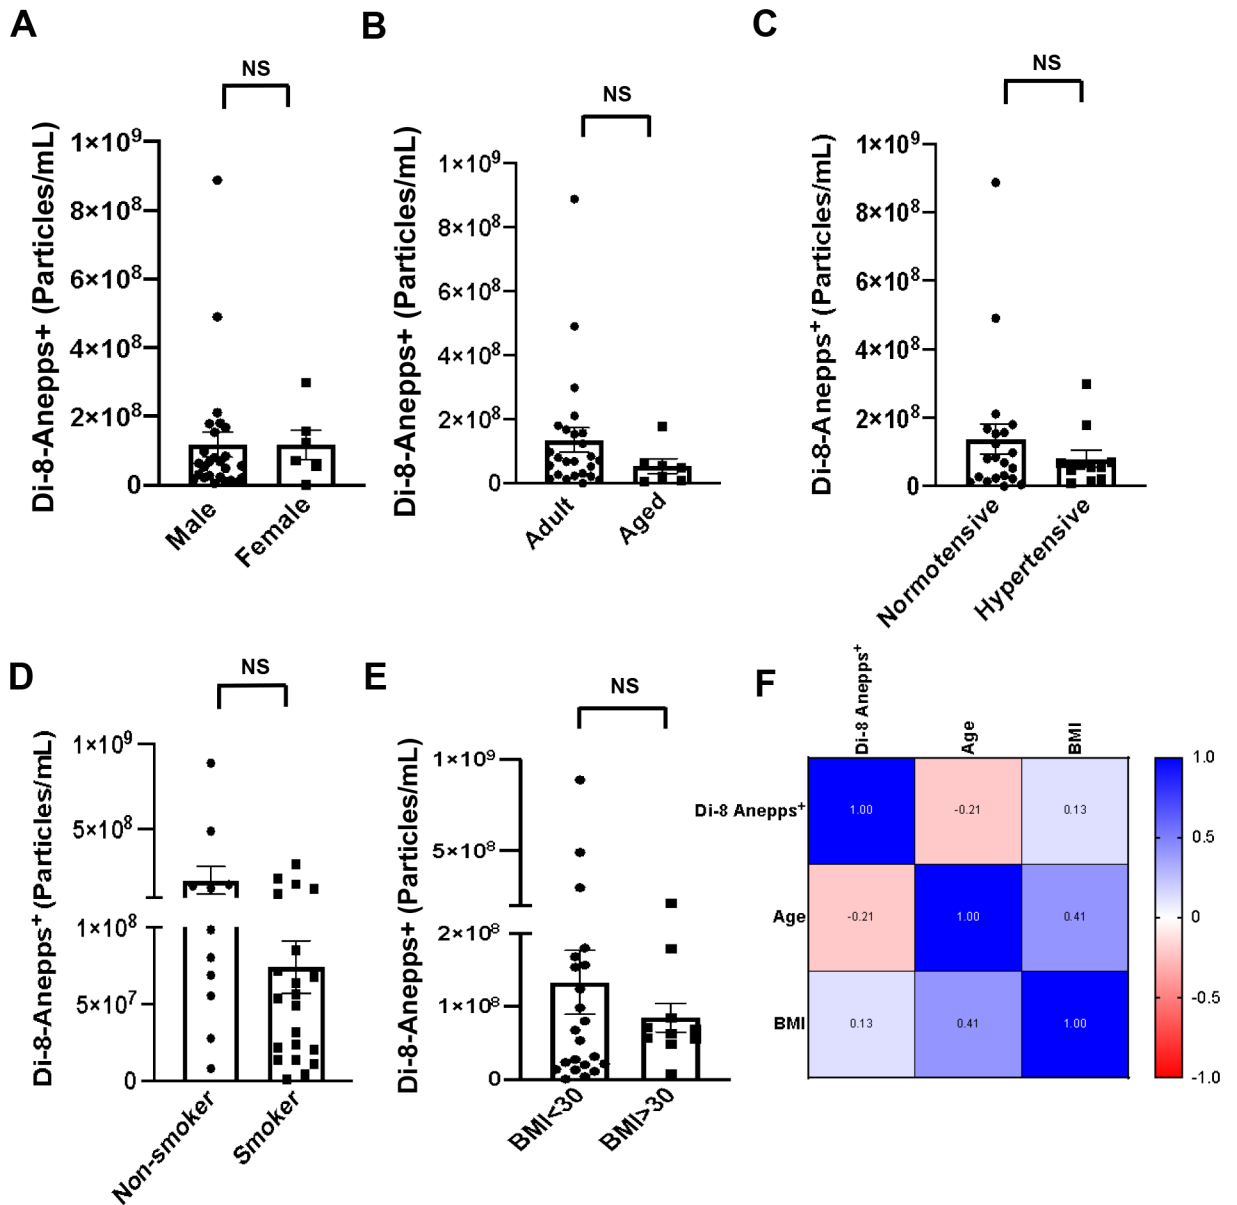 A
NS
Di-8-Anepps+ (Particles/mL)
1×10⁹
8×10⁸
6×10⁸
4×10⁸
2×10⁸
0
Male
Female
B
NS
Di-8-Anepps+ (Particles/mL)
1×10⁹
8×10⁸
6×10⁸
4×10⁸
2×10⁸
0
Adult
Aged
C
NS
Di-8-Anepps⁺ (Particles/mL)
1×10⁹
8×10⁸
6×10⁸
4×10⁸
2×10⁸
0
Normotensive
Hypertensive
D
NS
Di-8-Anepps⁺ (Particles/mL)
1×10⁹
5×10⁸
1×10⁸
5×10⁷
0
Non-smoker
Smoker
E
NS
Di-8-Anepps+ (Particles/mL)
1×10⁹
5×10⁸
2×10⁸
1×10⁸
0
BMI<30
BMI>30
F
Di-8 Anepps⁺
Age
BMI
Di-8 Anepps⁺
1.00
-0.21
0.13
Age
-0.21
1.00
0.41
BMI
0.13
0.41
1.00
1.0
0.5
0
-0.5
-1.0